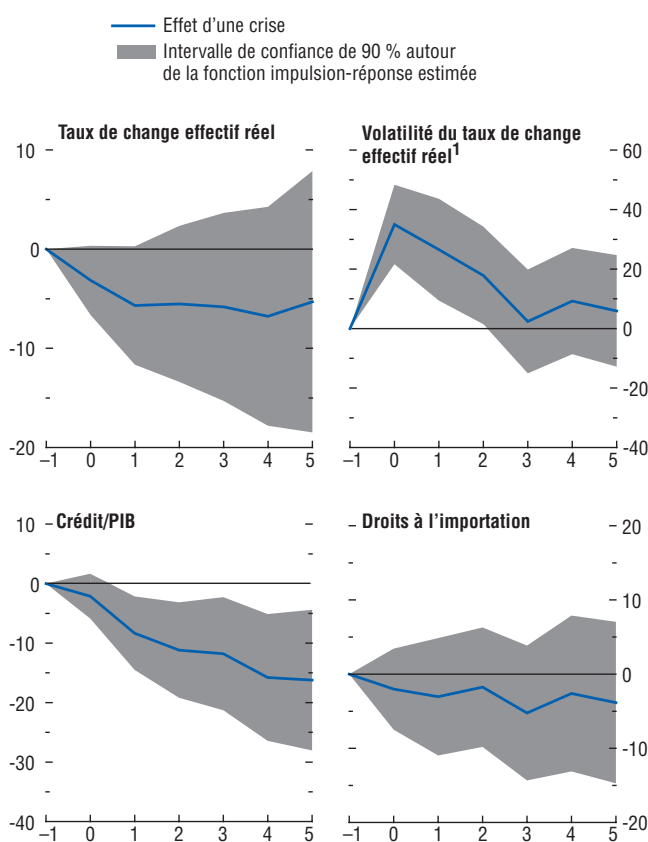 Effet d'une crise
Intervalle de confiance de 90 % autour
de la fonction impulsion-réponse estimée
Taux de change effectif réel
10
0
-10
-20
–1 0 1 2 3 4 5
Volatilité du taux de change
effectif réel1
60
40
20
0
-20
-40
–1 0 1 2 3 4 5
Crédit/PIB
10
0
-10
-20
-30
-40
–1 0 1 2 3 4 5
Droits à l'importation
20
10
0
-10
-20
–1 0 1 2 3 4 5